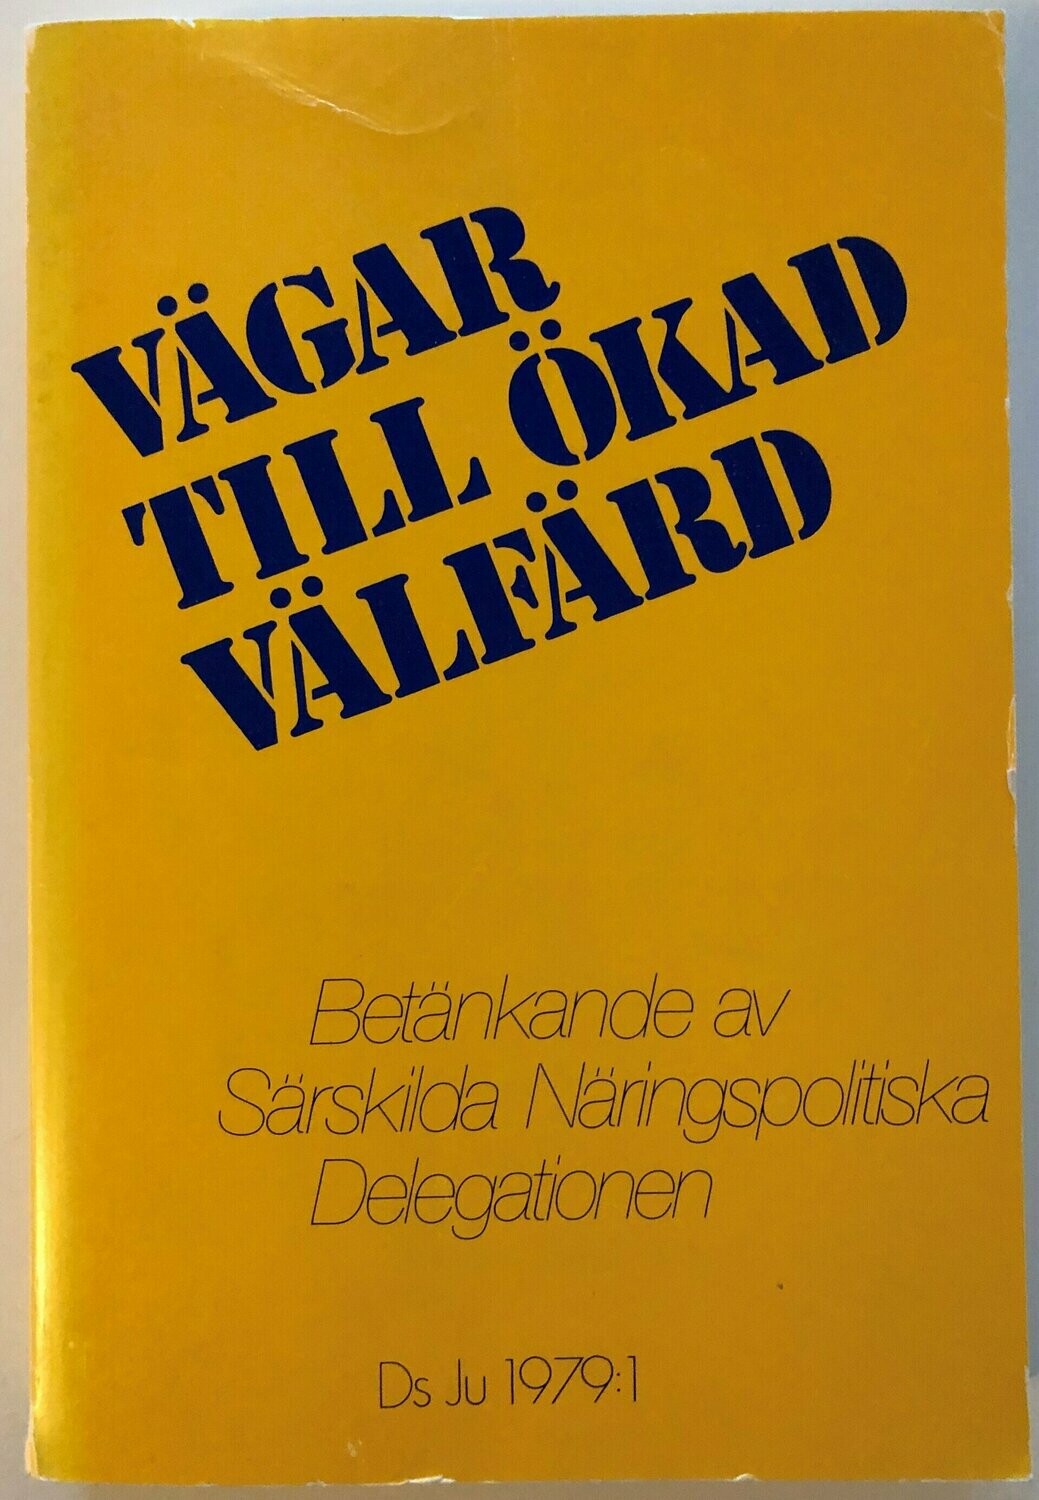 VÄGAR
TILL ÖKAD
VÄLFÄRD
Betänkande av
Särskilda Näringspolitiska
Delegationen
Ds Ju 1979:1